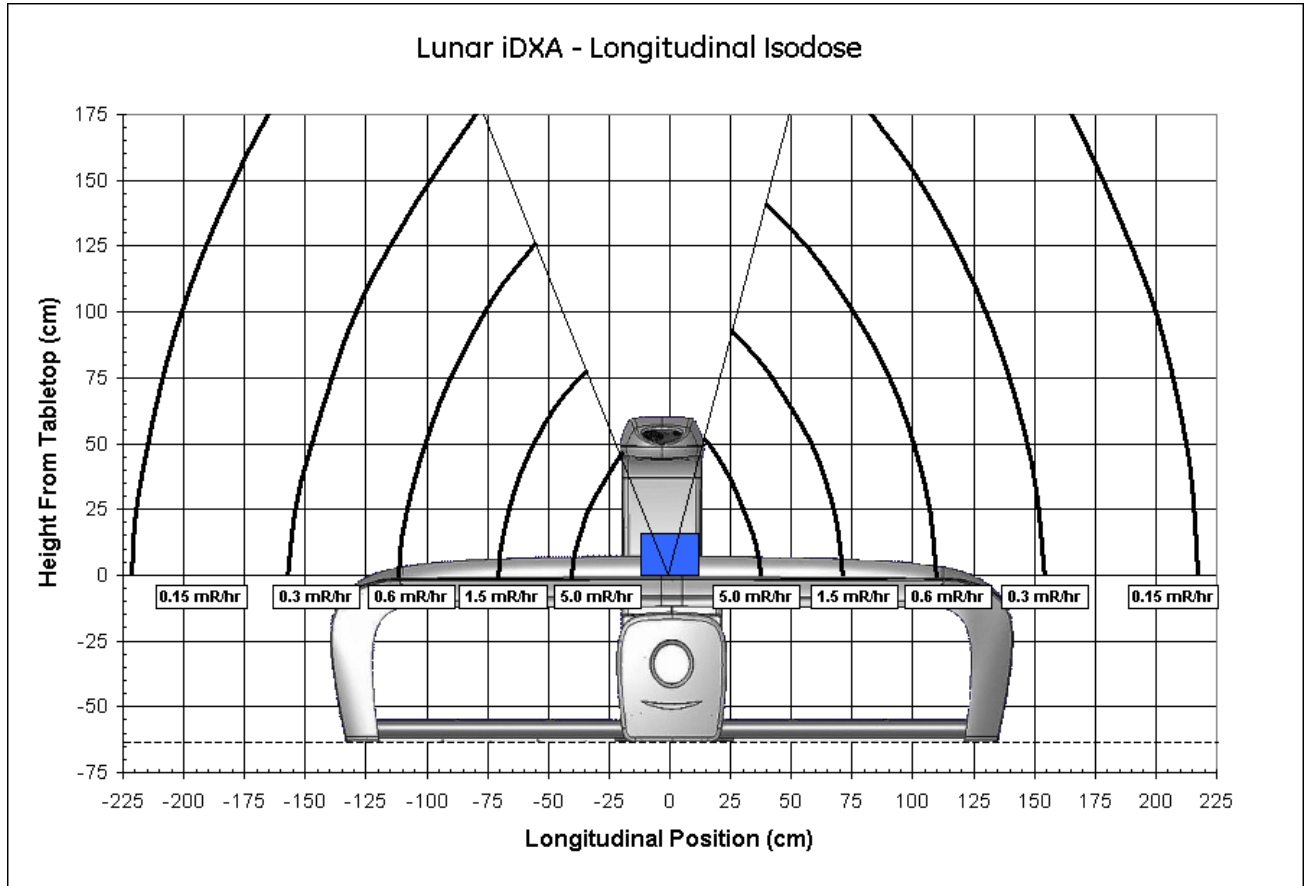 Lunar iDXA - Longitudinal Isodose
175
150
125
100
75
50
25
0
-25
-50
-75
Height From Tabletop (cm)
0.15 mR/hr 0.3 mR/hr 0.6 mR/hr 1.5 mR/hr 5.0 mR/hr 5.0 mR/hr 1.5 mR/hr 0.6 mR/hr 0.3 mR/hr 0.15 mR/hr
-225 -200 -175 -150 -125 -100 -75 -50 -25 0 25 50 75 100 125 150 175 200 225
Longitudinal Position (cm)